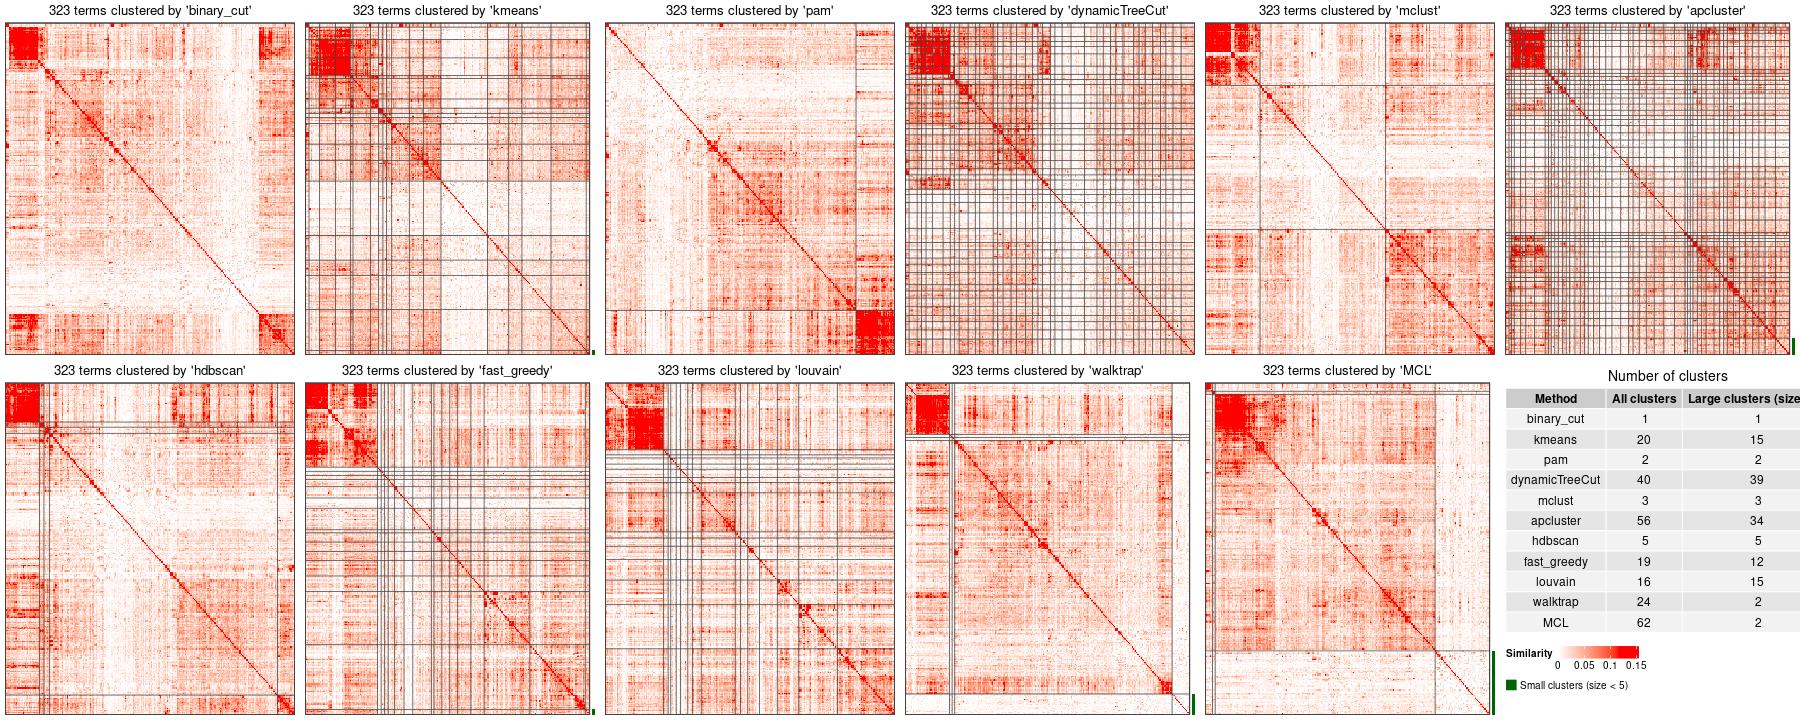 323 terms clustered by 'binary_cut'
323 terms clustered by 'kmeans'
323 terms clustered by 'pam'
323 terms clustered by 'dynamicTreeCut'
323 terms clustered by 'mclust'
323 terms clustered by 'apcluster'
323 terms clustered by 'hdbscan'
323 terms clustered by 'fast_greedy'
323 terms clustered by 'louvain'
323 terms clustered by 'walktrap'
323 terms clustered by 'MCL'
Number of clusters
Method All clusters Large clusters (size
binary_cut 1 1
kmeans 20 15
pam 2 2
dynamicTreeCut 40 39
mclust 3 3
apcluster 56 34
hdbscan 5 5
fast_greedy 19 12
louvain 16 15
walktrap 24 2
MCL 62 2
Similarity
0 0.05 0.1 0.15
Small clusters (size < 5)